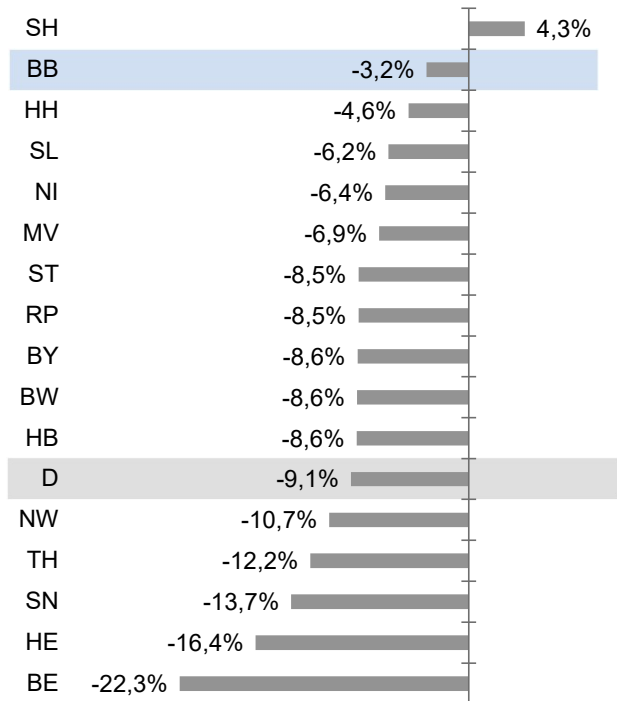 SH 4,3%
BB -3,2%
HH -4,6%
SL -6,2%
NI -6,4%
MV -6,9%
ST -8,5%
RP -8,5%
BY -8,6%
BW -8,6%
HB -8,6%
D -9,1%
NW -10,7%
TH -12,2%
SN -13,7%
HE -16,4%
BE -22,3%